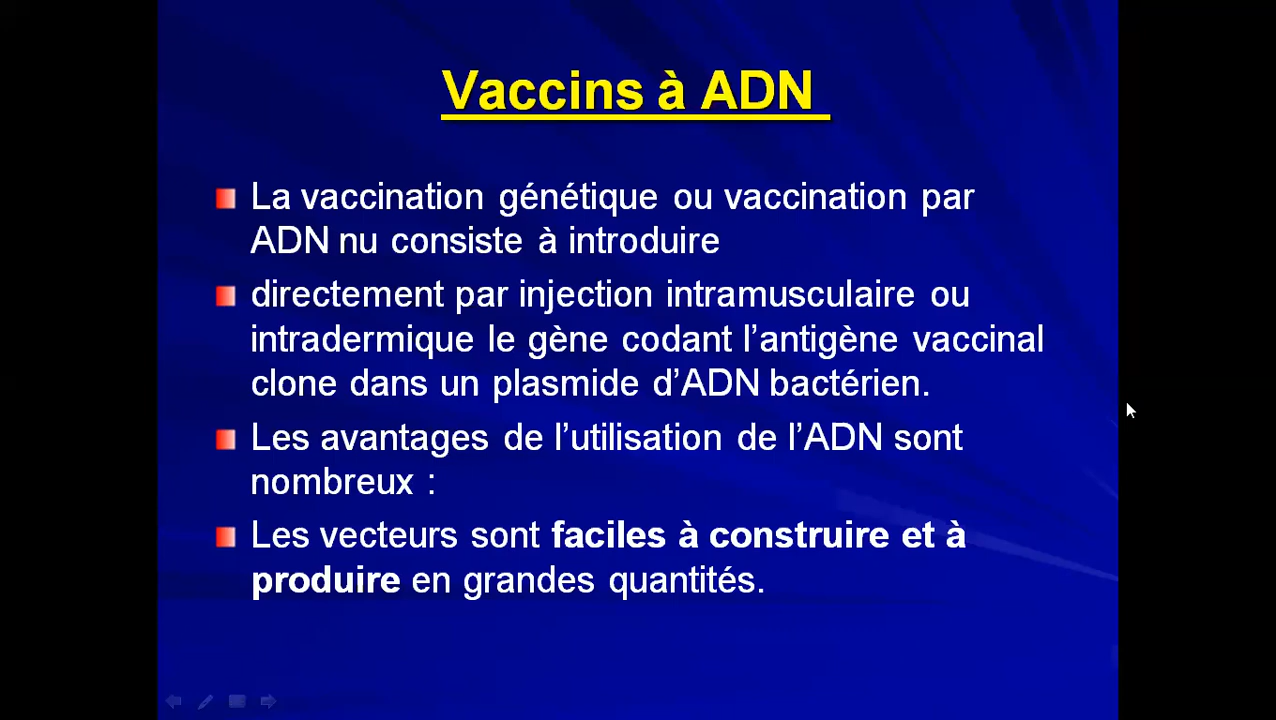 Vaccins à ADN
La vaccination génétique ou vaccination par
ADN nu consiste à introduire
directement par injection intramusculaire ou
intradermique le gène codant l’antigène vaccinal
clone dans un plasmide d’ADN bactérien.
Les avantages de l’utilisation de l’ADN sont
nombreux :
Les vecteurs sont faciles à construire et à
produire en grandes quantités.